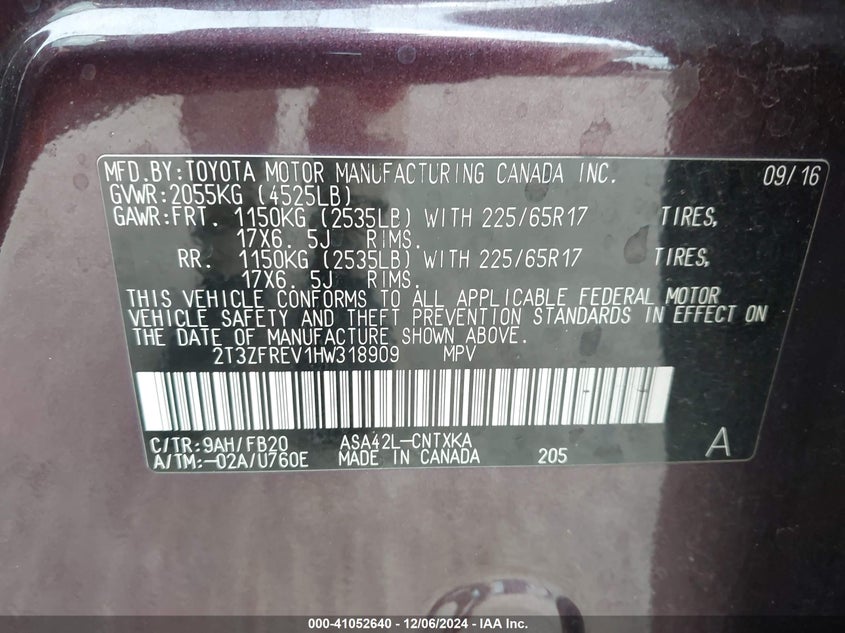 MFD.BY:TOYOTA MOTOR MANUFACTURING CANADA INC. 09/16
GVWR:2055KG (4525LB)
GAWR:FRT. 1150KG (2535LB) WITH 225/65R17 TIRES,
17X6. 5J RIMS.
RR. 1150KG (2535LB) WITH 225/65R17 TIRES,
17X6. 5J RIMS.
THIS VEHICLE CONFORMS TO ALL APPLICABLE FEDERAL MOTOR
VEHICLE SAFETY AND THEFT PREVENTION STANDARDS IN EFFECT ON
THE DATE OF MANUFACTURE SHOWN ABOVE.
2T3ZFREV1HW318909 MPV
C/TR:9AH/FB20 ASA42L-CNTXKA
A/TM:-02A/U760E MADE IN CANADA 205 A
000-41052640 - 12/06/2024 - IAA Inc.